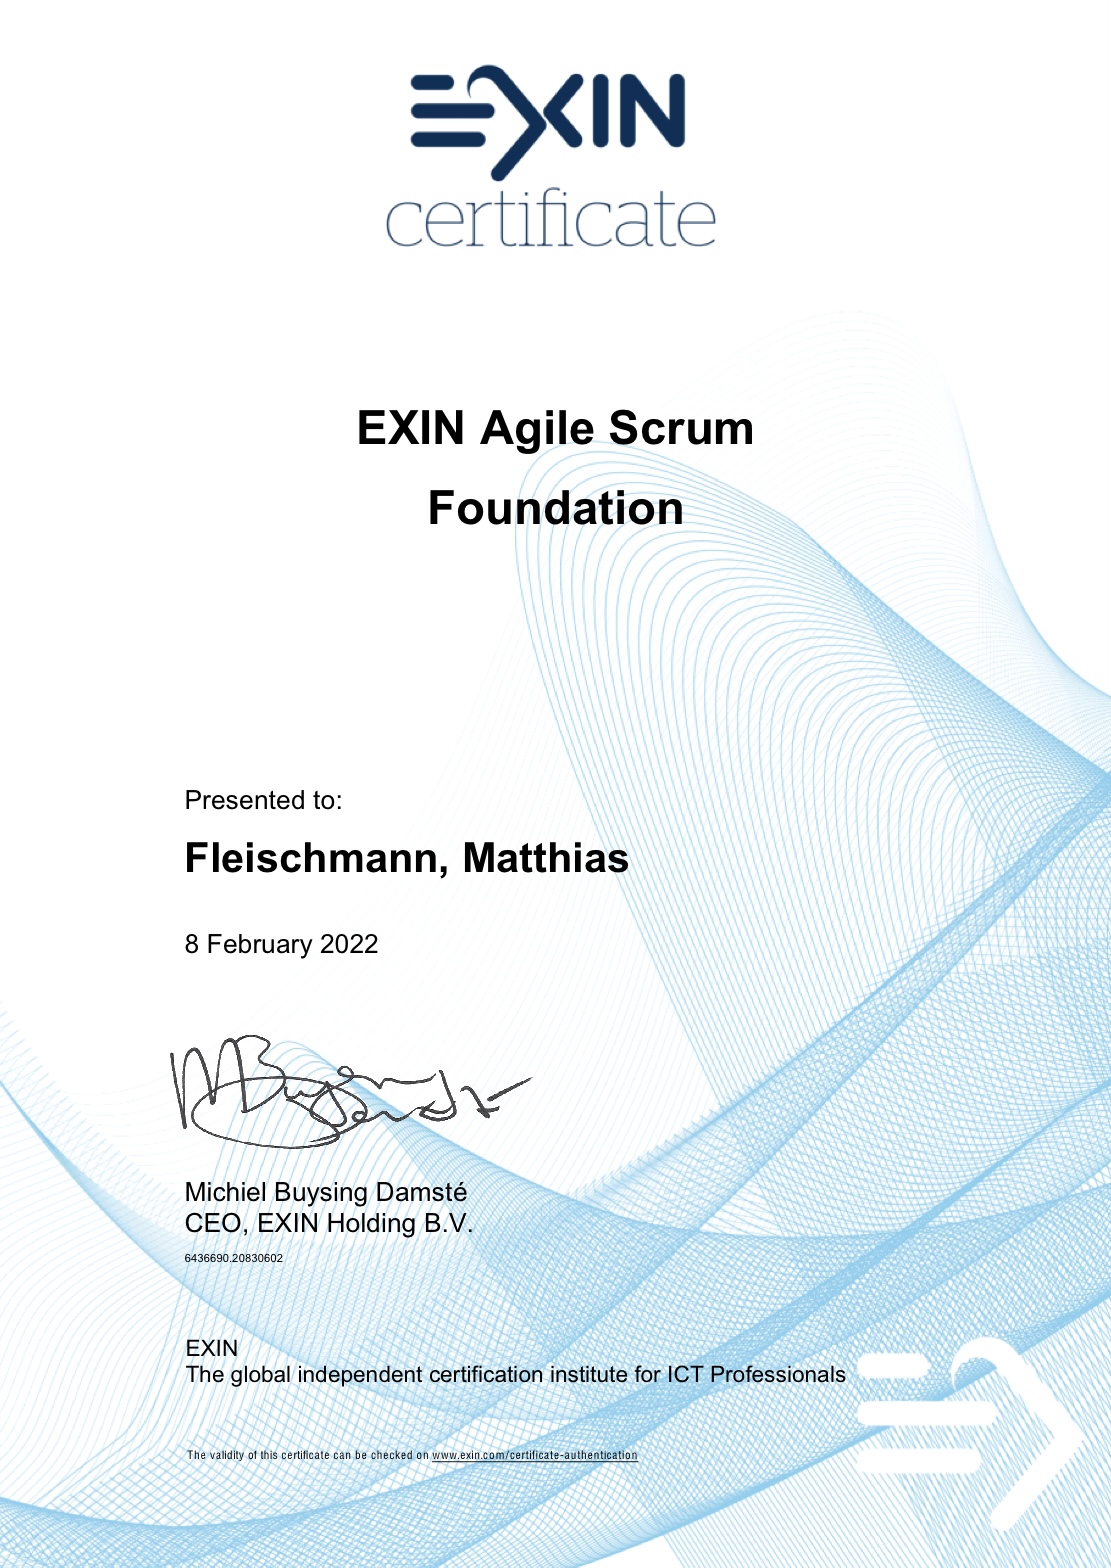 EXIN
certificate
EXIN Agile Scrum
Foundation
Presented to:
Fleischmann, Matthias
8 February 2022
Michiel Buysing Damsté
CEO, EXIN Holding B.V.
6436690.20830602
EXIN
The global independent certification institute for ICT Professionals
The validity of this certificate can be checked on www.exin.com/certificate-authentication